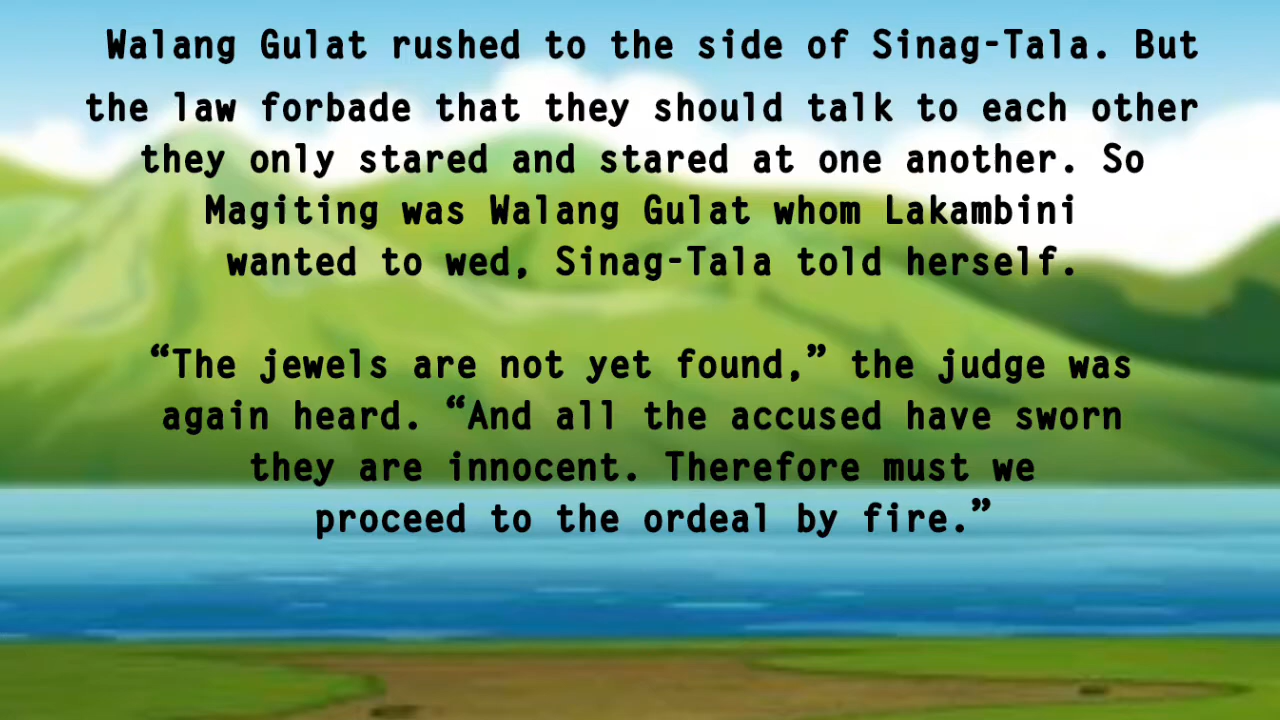 Walang Gulat rushed to the side of Sinag-Tala. But
the law forbade that they should talk to each other
they only stared and stared at one another. So
Magiting was Walang Gulat whom Lakambini
wanted to wed, Sinag-Tala told herself.
“The jewels are not yet found,” the judge was
again heard. “And all the accused have sworn
they are innocent. Therefore must we
proceed to the ordeal by fire.”